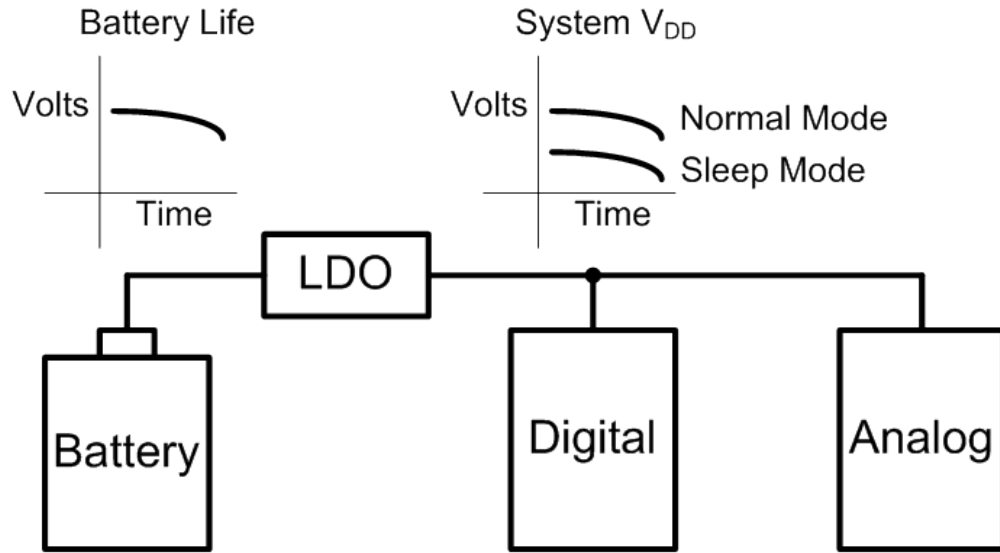 Battery Life
System VDD
Volts
Volts
Normal Mode
Sleep Mode
Time
Time
LDO
Battery
Digital
Analog